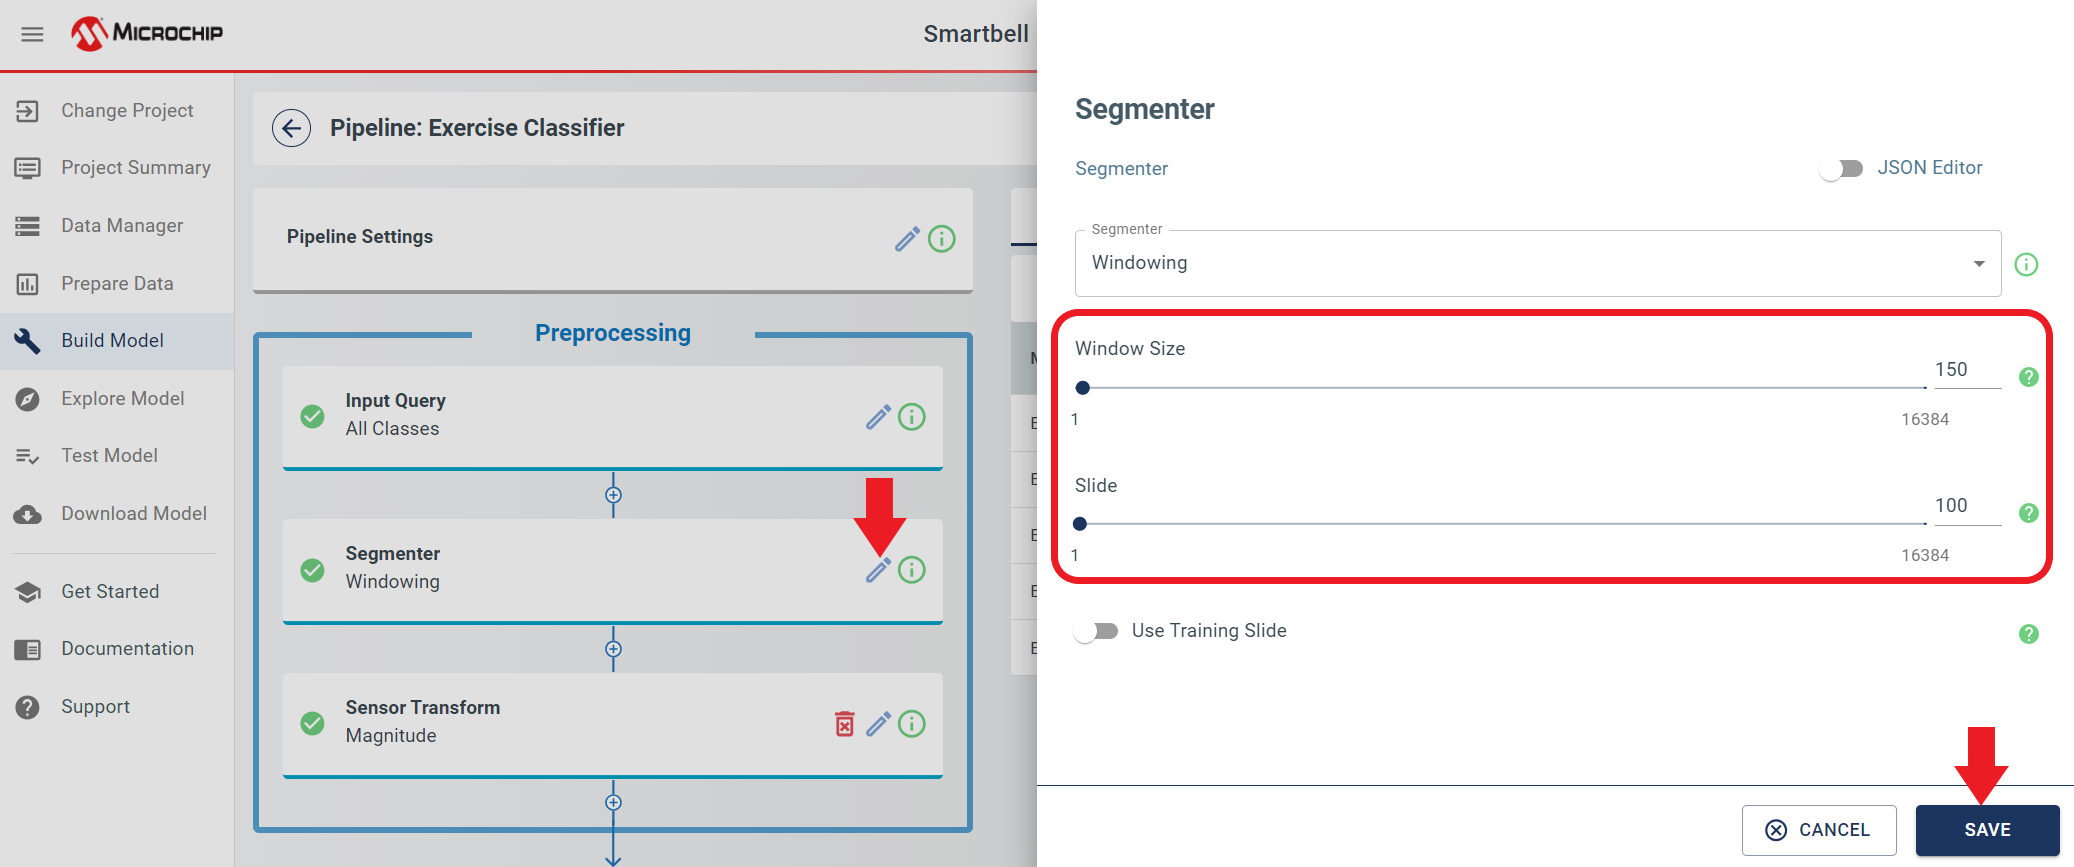 MICROCHIP
Smartbell
Change Project
Project Summary
Data Manager
Prepare Data
Build Model
Explore Model
Test Model
Download Model
Get Started
Documentation
Support
Pipeline: Exercise Classifier
Pipeline Settings
Preprocessing
Input Query
All Classes
Segmenter
Windowing
Sensor Transform
Magnitude
Segmenter
Segmenter
JSON Editor
Segmenter
Windowing
Window Size
150
1
16384
Slide
100
1
16384
Use Training Slide
CANCEL
SAVE